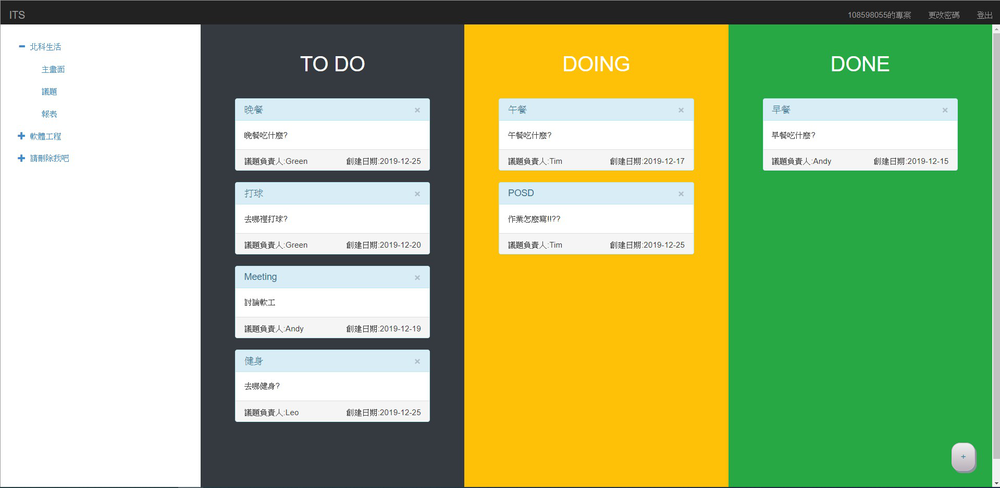 ITS
108598055的專案 更改密碼 登出
北科生活
主畫面
議題
報表
軟體工程
請刪除我吧
TO DO
晚餐 ×
晚餐吃什麼?
議題負責人:Green 創建日期:2019-12-25
打球 ×
去哪裡打球?
議題負責人:Green 創建日期:2019-12-20
Meeting ×
討論軟工
議題負責人:Andy 創建日期:2019-12-19
健身 ×
去哪健身?
議題負責人:Leo 創建日期:2019-12-25
DOING
午餐 ×
午餐吃什麼?
議題負責人:Tim 創建日期:2019-12-17
POSD ×
作業怎麼寫!!??
議題負責人:Tim 創建日期:2019-12-25
DONE
早餐 ×
早餐吃什麼?
議題負責人:Andy 創建日期:2019-12-15
+